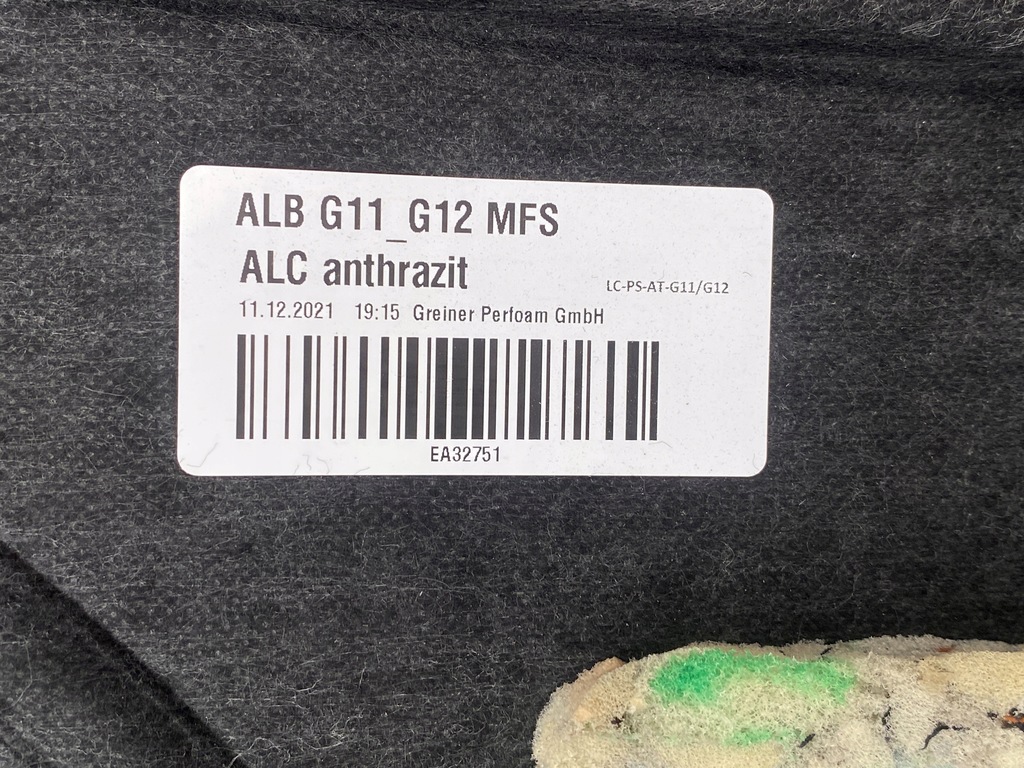 ALB G11_G12 MFS
ALC anthrazit
LC-PS-AT-G11/G12
11.12.2021 19:15 Greiner Perfoam GmbH
EA32751